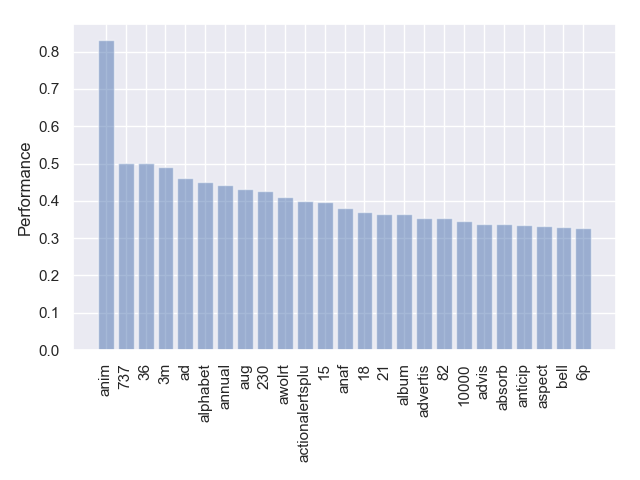 0.8
0.7
0.6
0.5
0.4
0.3
0.2
0.1
0.0
Performance
anim
737
36
3m
ad
alphabet
annual
aug
230
awolrt
actionalertsplu
15
anaf
18
21
album
advertis
82
10000
advis
absorb
anticip
aspect
bell
6p